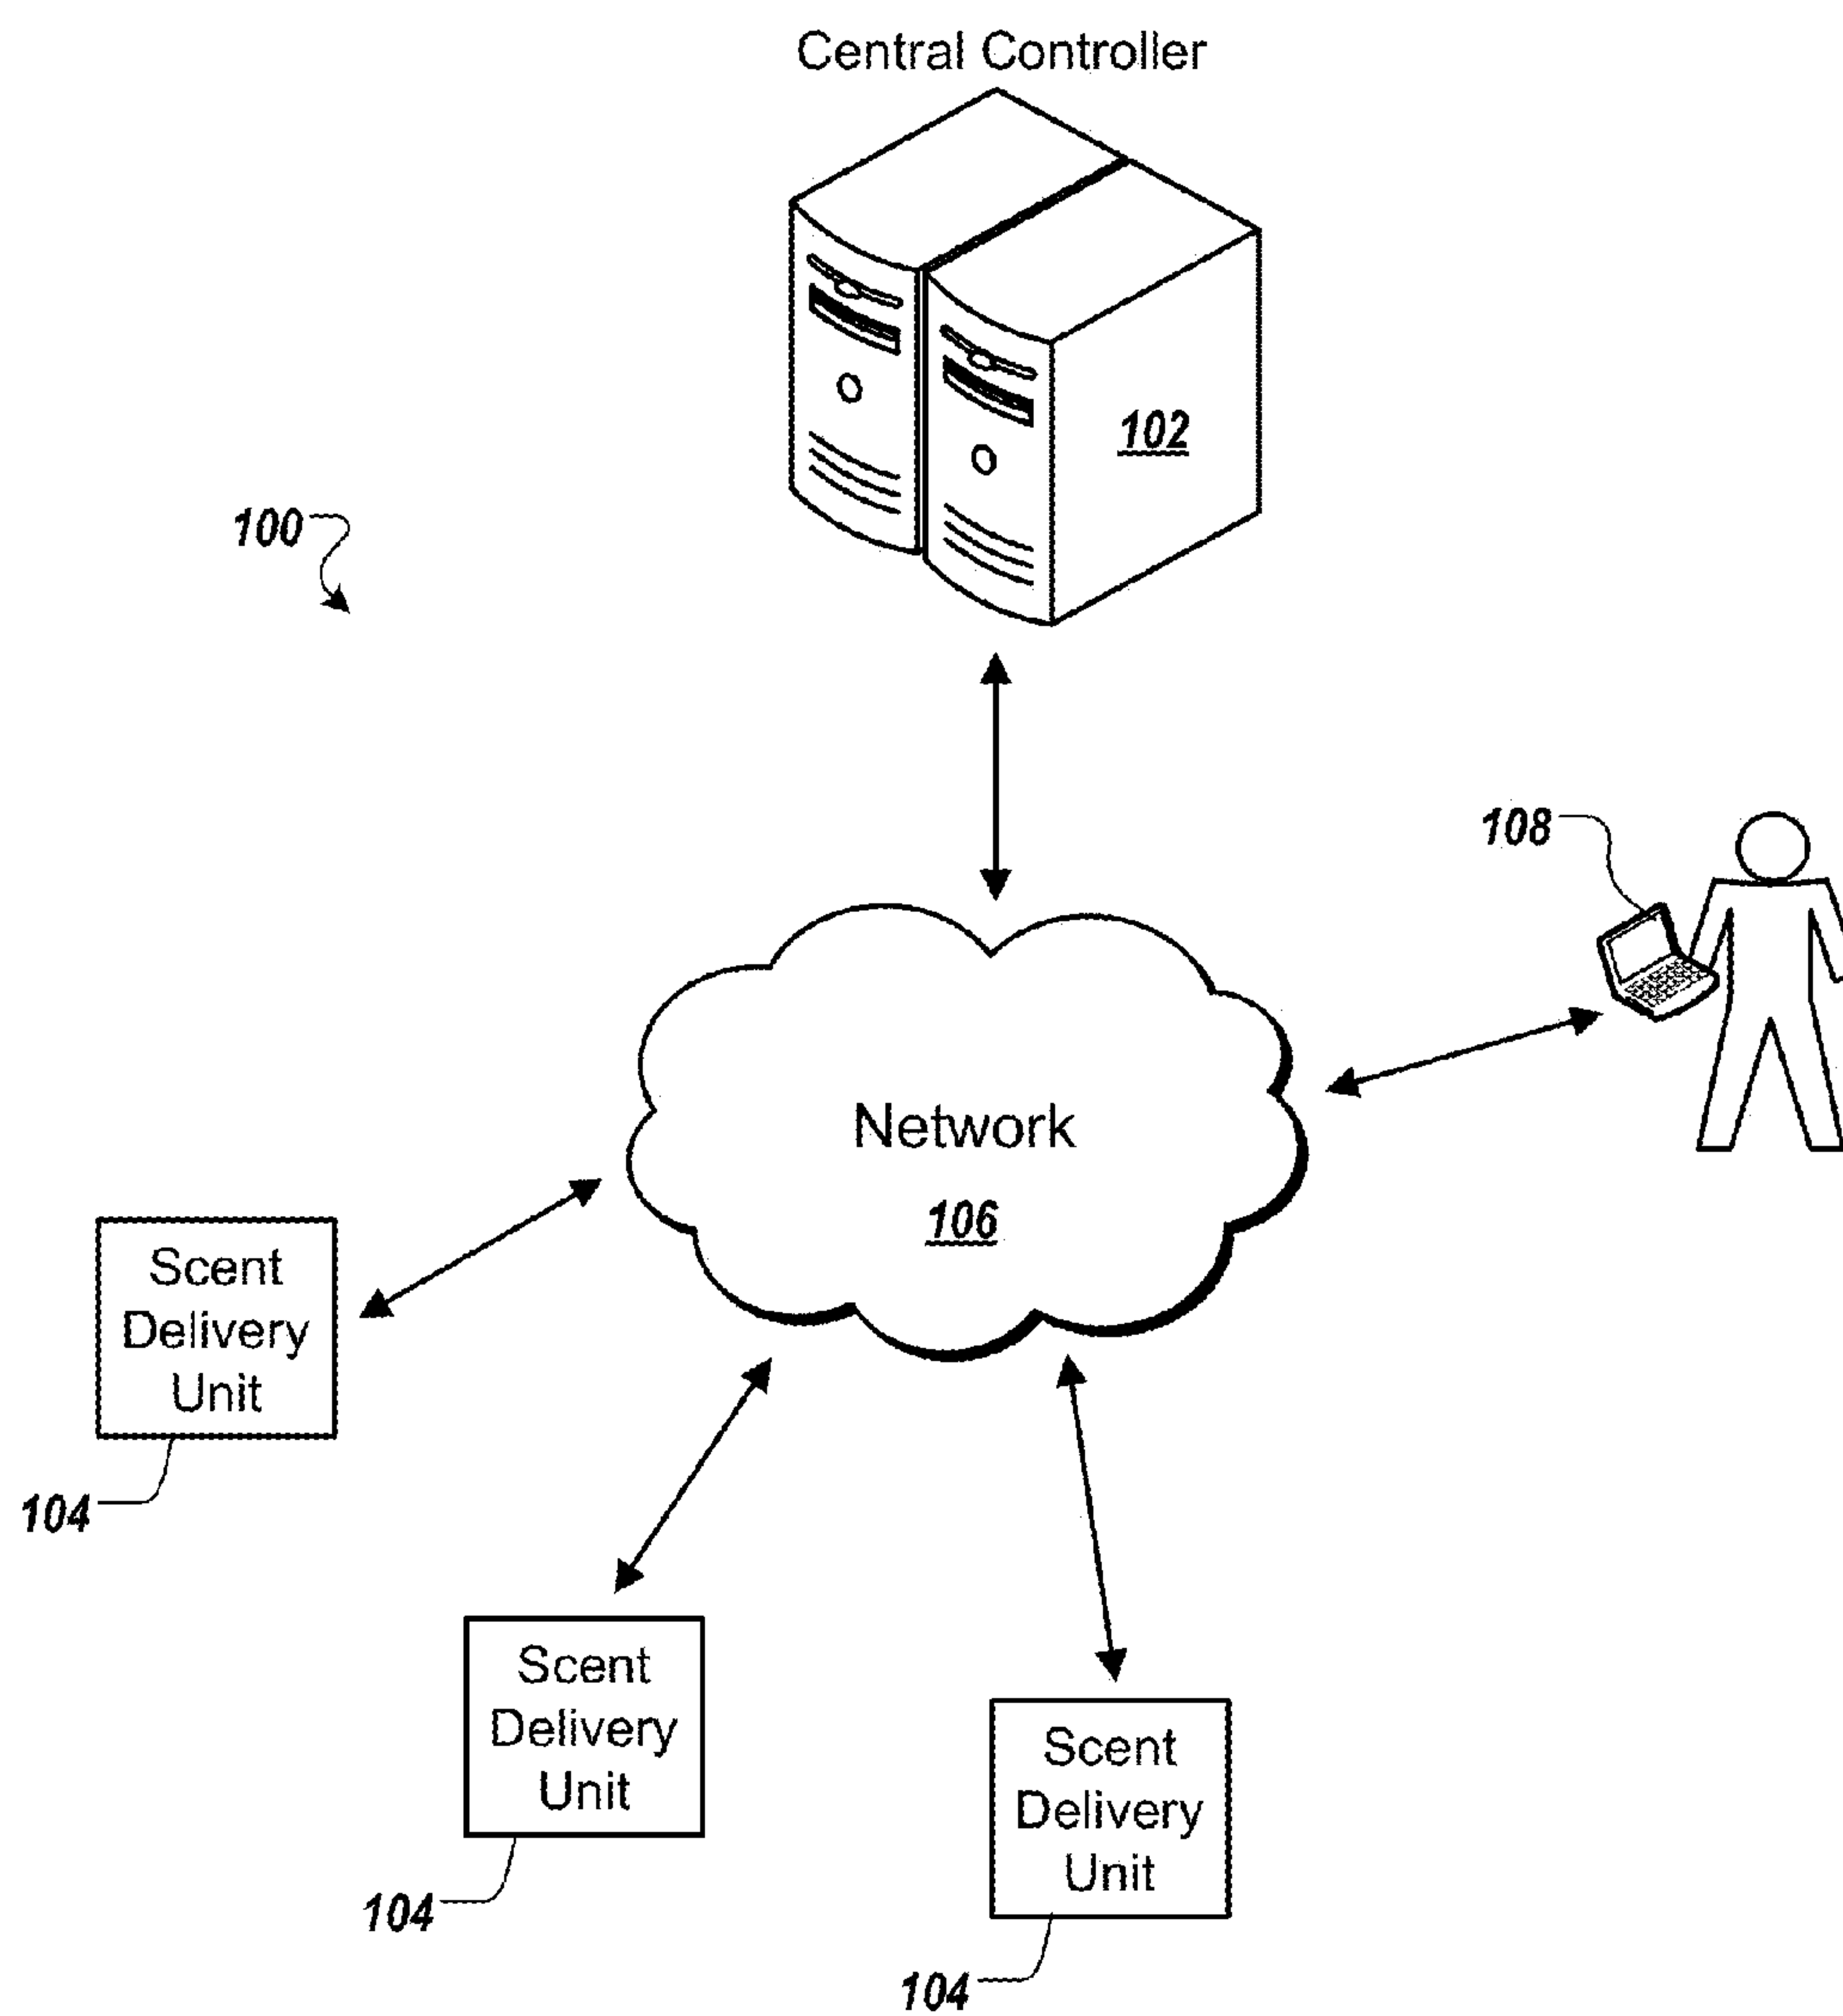 Central Controller
102
100
108
Network
106
Scent
Delivery
Unit
104
Scent
Delivery
Unit
104
Scent
Delivery
Unit
104